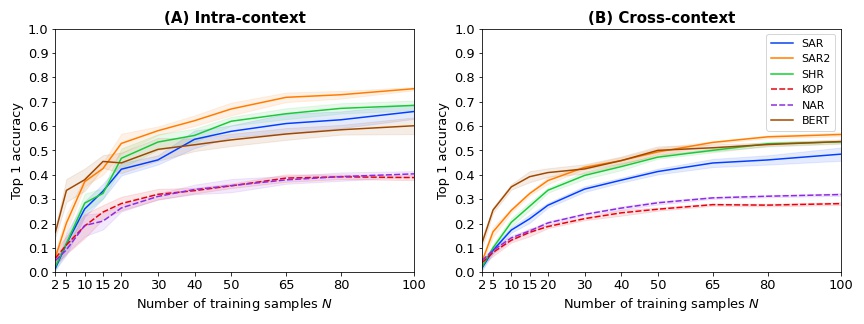 (A) Intra-context
1.0
0.9
0.8
0.7
0.6
0.5
0.4
0.3
0.2
0.1
0.0
Top 1 accuracy
2 5 10 15 20 30 40 50 65 80 100
Number of training samples N
(B) Cross-context
1.0
0.9
0.8
0.7
0.6
0.5
0.4
0.3
0.2
0.1
0.0
Top 1 accuracy
2 5 10 15 20 30 40 50 65 80 100
Number of training samples N
SAR
SAR2
SHR
KOP
NAR
BERT